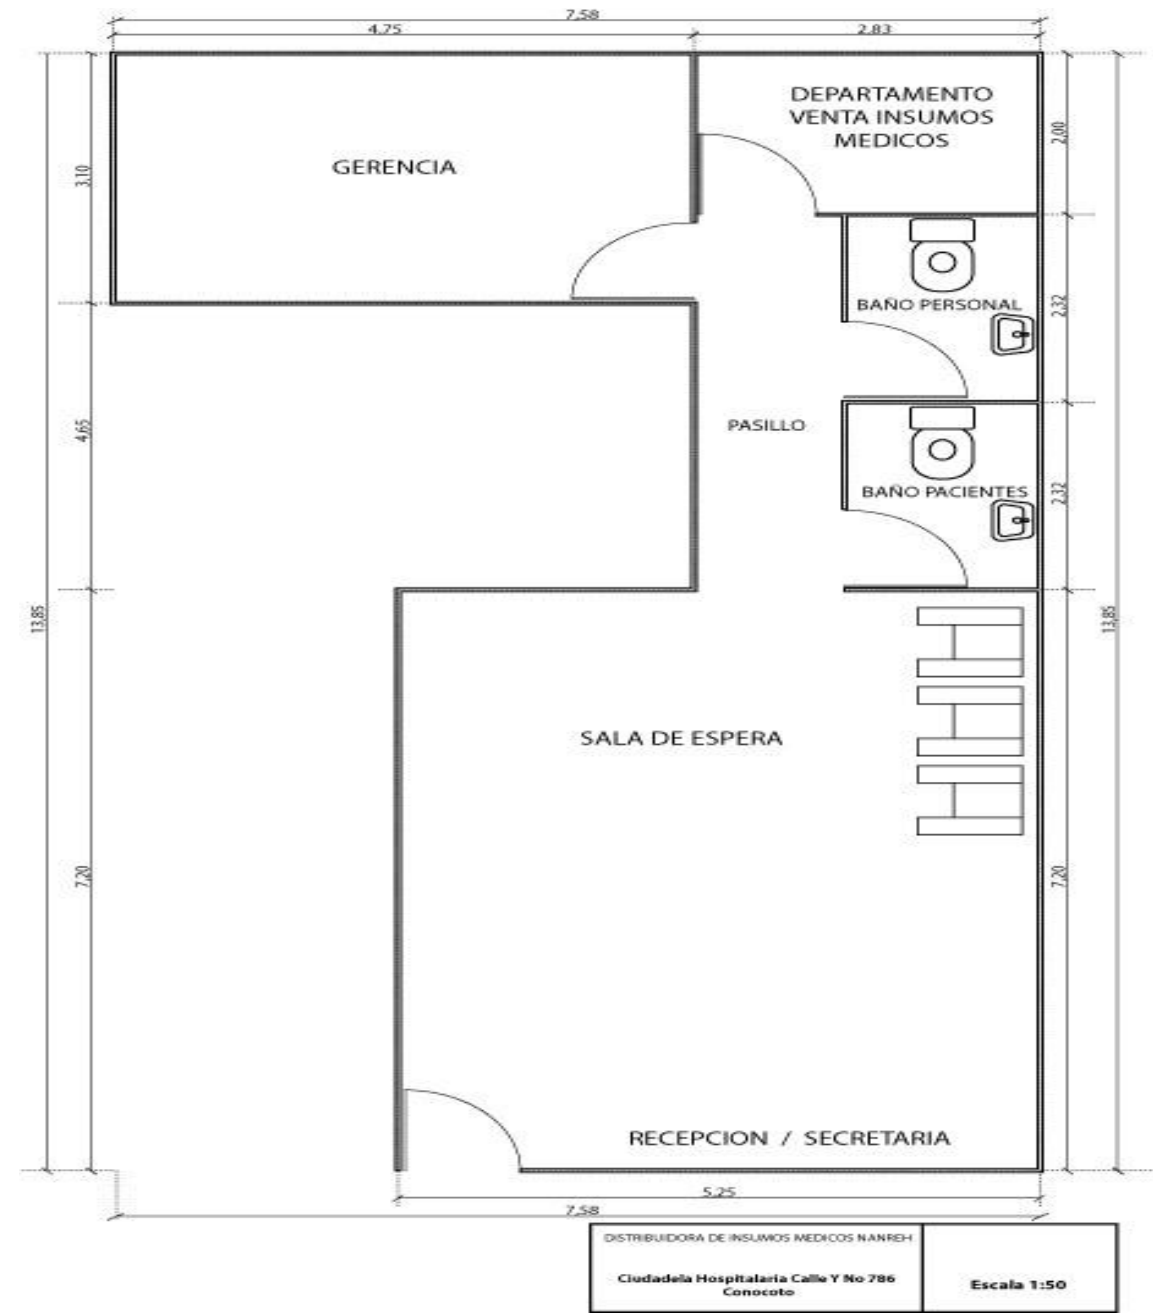 7,58
4,75
2,83
DEPARTAMENTO
VENTA INSUMOS
MEDICOS
GERENCIA
3,10
2,00
BAÑO PERSONAL
2,32
PASILLO
4,65
BAÑO PACIENTES
2,32
13,85
13,85
SALA DE ESPERA
7,20
7,20
RECEPCION / SECRETARIA
5,25
7,58
DISTRIBUIDORA DE INSUMOS MEDICOS NANREH
Ciudadela Hospitalaria Calle Y No 786
Conocoto
Escala 1:50